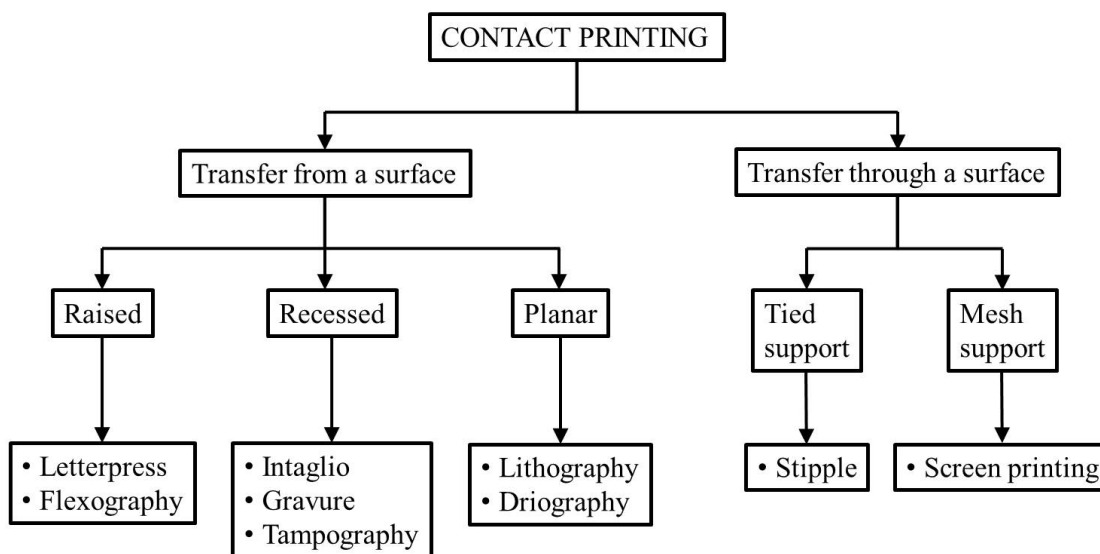 CONTACT PRINTING
Transfer from a surface
Transfer through a surface
Raised
Recessed
Planar
Tied
support
Mesh
support
• Letterpress
• Flexography
• Intaglio
• Gravure
• Tampography
• Lithography
• Driography
• Stipple
• Screen printing